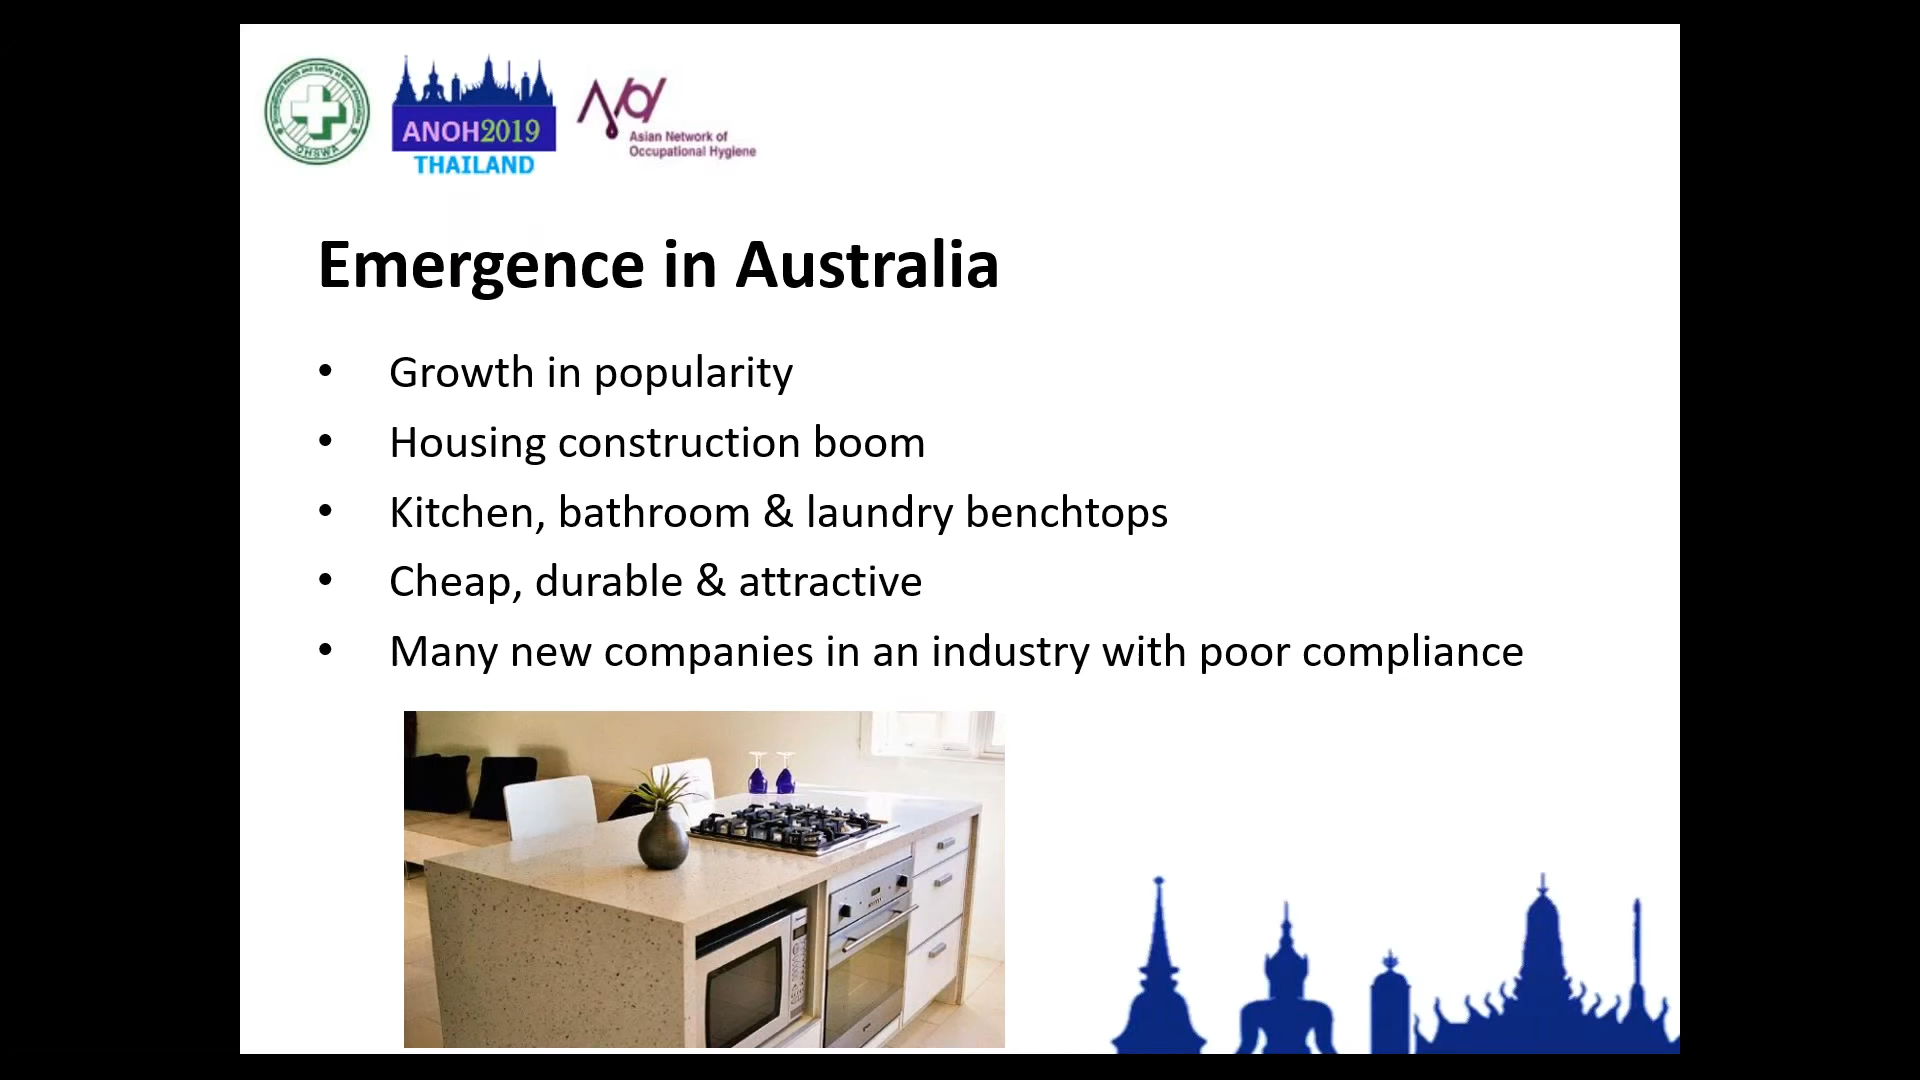 OHSWA
ANOH2019
THAILAND
Asian Network of
Occupational Hygiene
Emergence in Australia
• Growth in popularity
• Housing construction boom
• Kitchen, bathroom & laundry benchtops
• Cheap, durable & attractive
• Many new companies in an industry with poor compliance